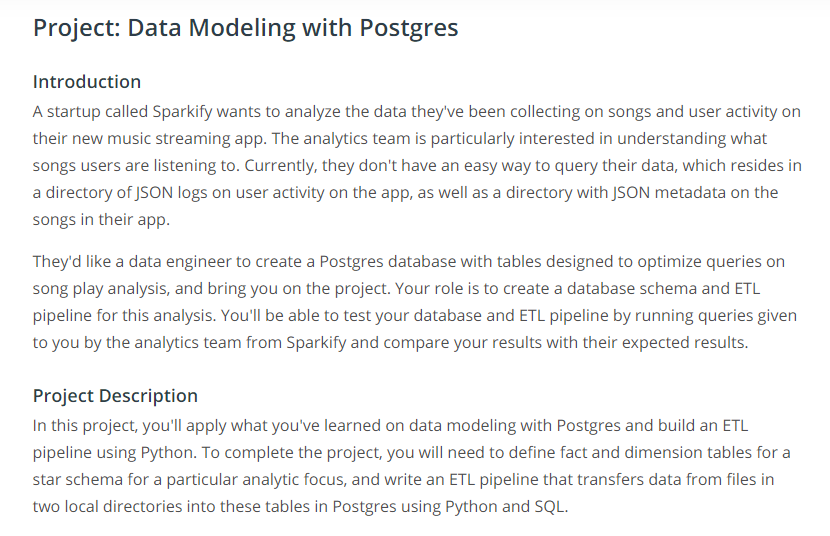 Project: Data Modeling with Postgres
Introduction
A startup called Sparkify wants to analyze the data they've been collecting on songs and user activity on
their new music streaming app. The analytics team is particularly interested in understanding what
songs users are listening to. Currently, they don't have an easy way to query their data, which resides in
a directory of JSON logs on user activity on the app, as well as a directory with JSON metadata on the
songs in their app.
They'd like a data engineer to create a Postgres database with tables designed to optimize queries on
song play analysis, and bring you on the project. Your role is to create a database schema and ETL
pipeline for this analysis. You'll be able to test your database and ETL pipeline by running queries given
to you by the analytics team from Sparkify and compare your results with their expected results.
Project Description
In this project, you'll apply what you've learned on data modeling with Postgres and build an ETL
pipeline using Python. To complete the project, you will need to define fact and dimension tables for a
star schema for a particular analytic focus, and write an ETL pipeline that transfers data from files in
two local directories into these tables in Postgres using Python and SQL.